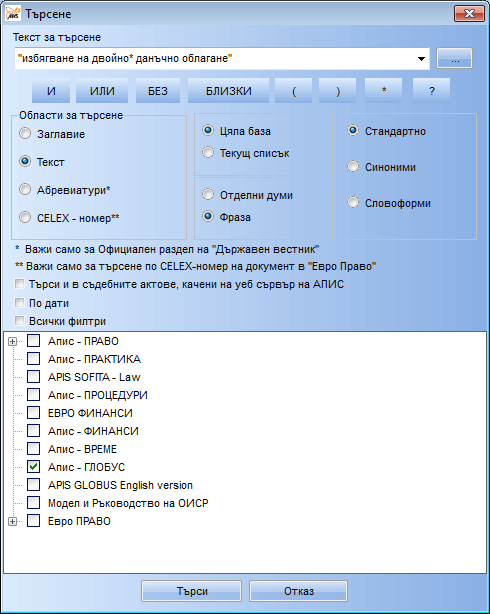 АПИС Търсене
Текст за търсене
"избягване на двойно* данъчно облагане"
...
И ИЛИ БЕЗ БЛИЗКИ ( ) * ?
Области за търсене
Заглавие
Текст
Абревиатури*
CELEX - номер**
Цяла база
Текущ списък
Отделни думи
Фраза
Стандартно
Синоними
Словоформи
* Важи само за Официален раздел на "Държавен вестник"
** Важи само за търсене по CELEX-номер на документ в "Евро Право"
Търси и в съдебните актове, качени на уеб сървър на АПИС
По дати
Всички филтри
Апис - ПРАВО
Апис - ПРАКТИКА
APIS SOFITA - Law
Апис - ПРОЦЕДУРИ
ЕВРО ФИНАНСИ
Апис - ФИНАНСИ
Апис - ВРЕМЕ
Апис - ГЛОБУС
APIS GLOBUS English version
Модел и Ръководство на ОИСР
Евро ПРАВО
Търси Отказ